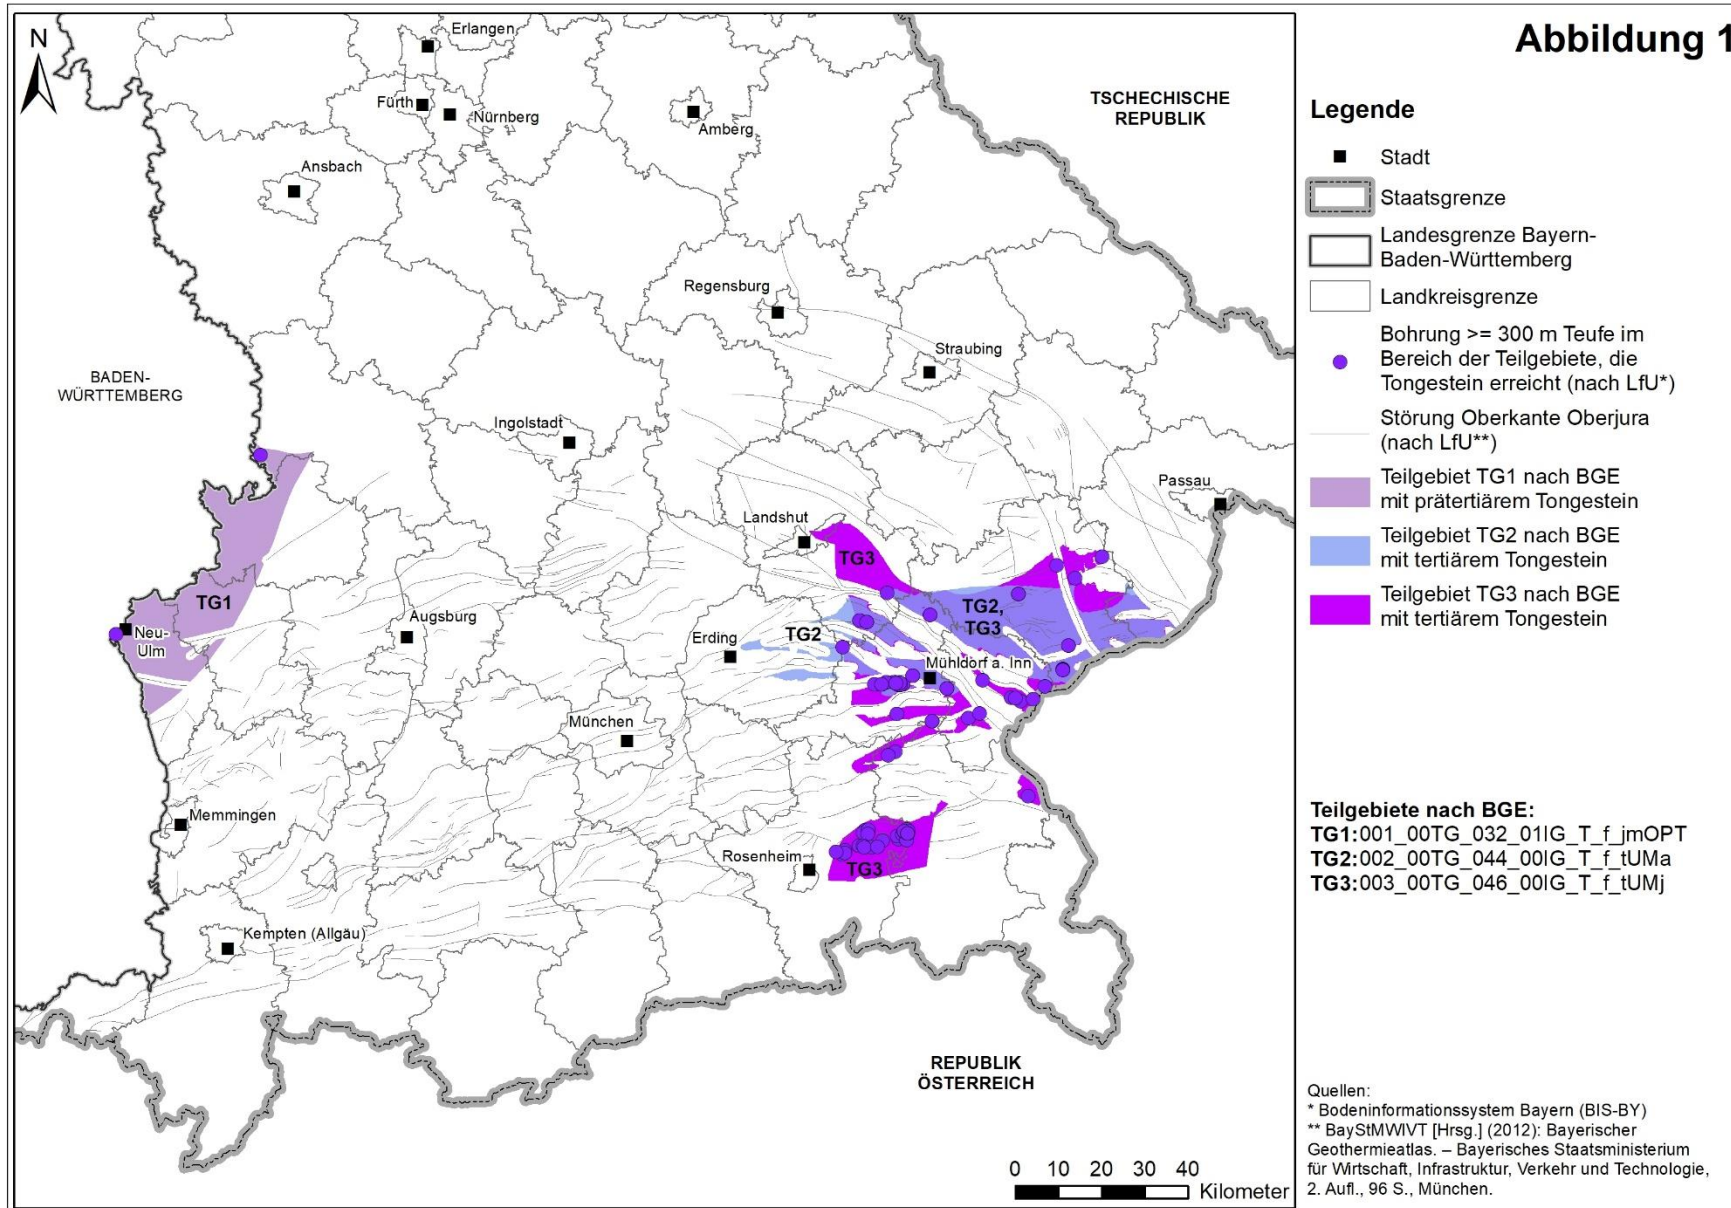 Abbildung 1
N
Erlangen
Fürth
Nürnberg
Amberg
TSCHECHISCHE
REPUBLIK
Ansbach
Regensburg
Straubing
BADEN-
WÜRTTEMBERG
Ingolstadt
Passau
Landshut
TG3
TG1
TG2,
TG3
Neu-
Ulm
Augsburg
Erding
TG2
Mühldorf a. Inn
München
Memmingen
Rosenheim
TG3
Kempten (Allgäu)
REPUBLIK
ÖSTERREICH
0 10 20 30 40
Kilometer
Legende
Stadt
Staatsgrenze
Landesgrenze Bayern-
Baden-Württemberg
Landkreisgrenze
Bohrung >= 300 m Teufe im
Bereich der Teilgebiete, die
Tongestein erreicht (nach LfU*)
Störung Oberkante Oberjura
(nach LfU**)
Teilgebiet TG1 nach BGE
mit prätertiärem Tongestein
Teilgebiet TG2 nach BGE
mit tertiärem Tongestein
Teilgebiet TG3 nach BGE
mit tertiärem Tongestein
Teilgebiete nach BGE:
TG1:001_00TG_032_01IG_T_f_jmOPT
TG2:002_00TG_044_00IG_T_f_tUMa
TG3:003_00TG_046_00IG_T_f_tUMj
Quellen:
* Bodeninformationssystem Bayern (BIS-BY)
** BayStMWIVT [Hrsg.] (2012): Bayerischer
Geothermieatlas. – Bayerisches Staatsministerium
für Wirtschaft, Infrastruktur, Verkehr und Technologie,
2. Aufl., 96 S., München.